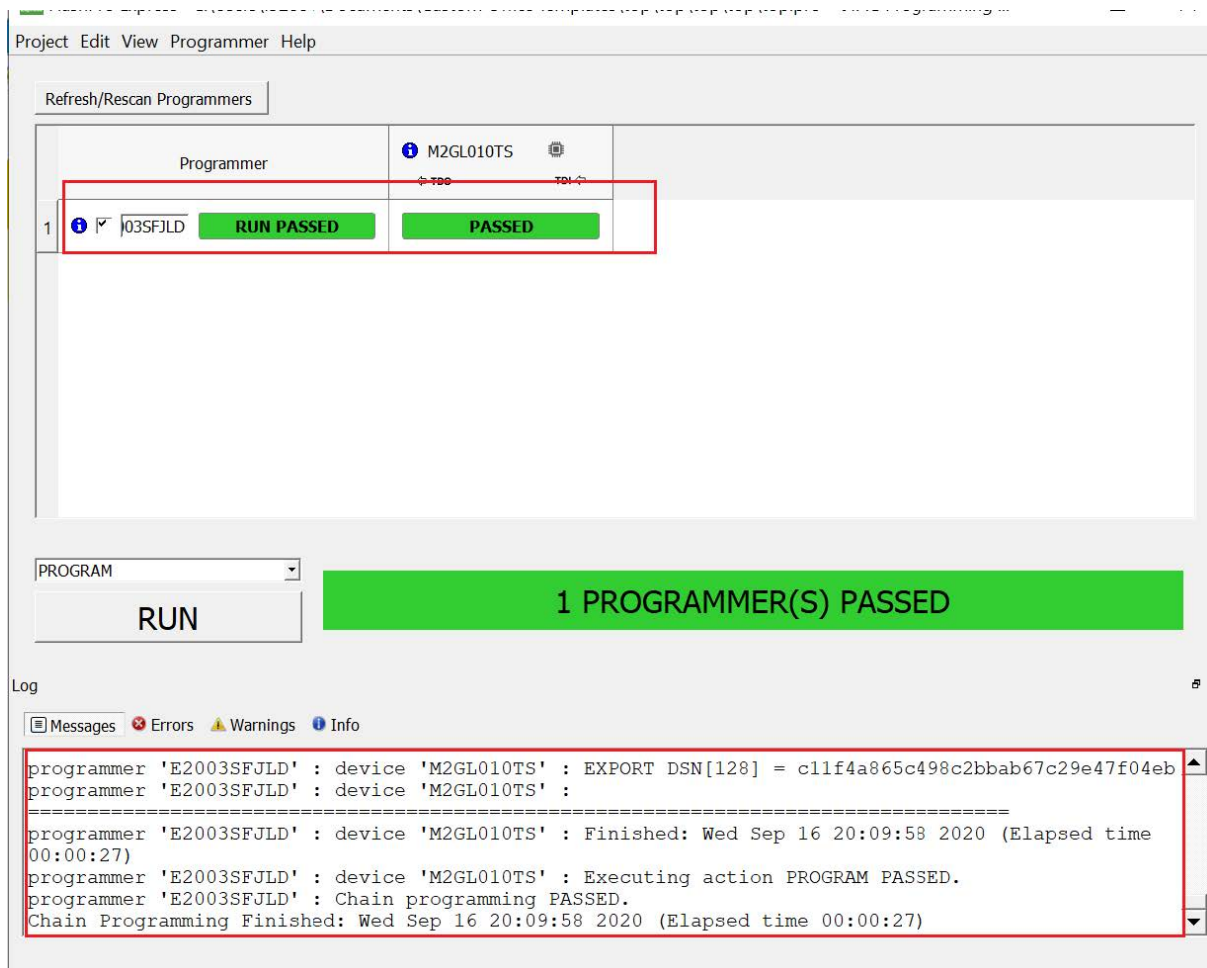 Project Edit View Programmer Help
Refresh/Rescan Programmers
Programmer
M2GL010TS
TDO TDI
1 03SFJLD RUN PASSED PASSED
PROGRAM
RUN
1 PROGRAMMER(S) PASSED
Log
Messages Errors Warnings Info
programmer 'E2003SFJLD' : device 'M2GL010TS' : EXPORT DSN[128] = c11f4a865c498c2bbab67c29e47f04eb
programmer 'E2003SFJLD' : device 'M2GL010TS' :
===================================================================================
programmer 'E2003SFJLD' : device 'M2GL010TS' : Finished: Wed Sep 16 20:09:58 2020 (Elapsed time
00:00:27)
programmer 'E2003SFJLD' : device 'M2GL010TS' : Executing action PROGRAM PASSED.
programmer 'E2003SFJLD' : Chain programming PASSED.
Chain Programming Finished: Wed Sep 16 20:09:58 2020 (Elapsed time 00:00:27)